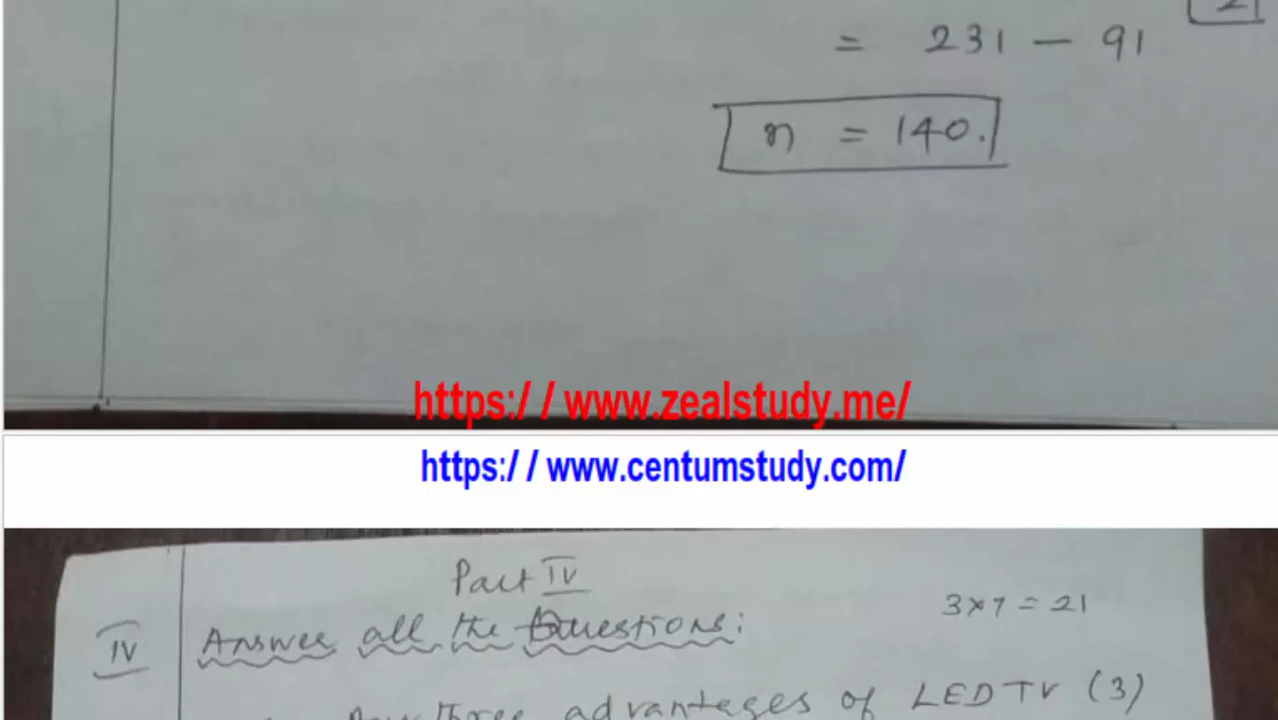 = 231 - 91
n = 140.
https://www.zealstudy.me/
https://www.centumstudy.com/
Part IV
3×7 = 21
IV Answer all the Questions:
three advantages of LED TV (3)